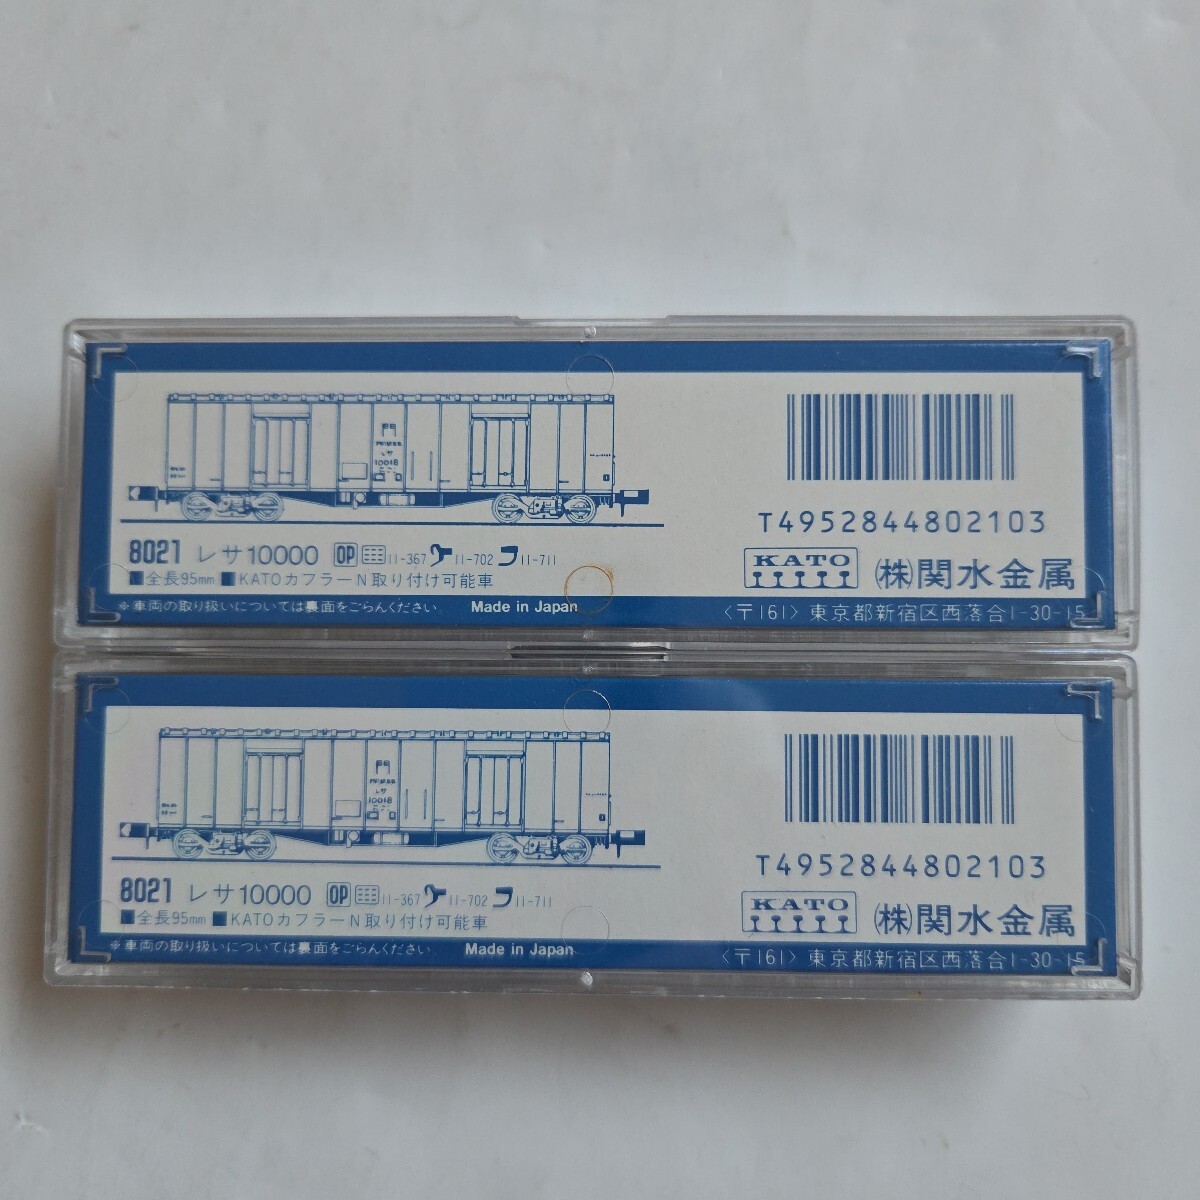 レサ
10018
T4952844802103
8021 レサ10000 OP 11-367 11-702 11-711
■全長95mm ■KATOカプラーN取り付け可能車
KATO (株)関水金属
※車両の取り扱いについては裏面をごらんください。 Made in Japan
〈〒161〉東京都新宿区西落合1-30-15
レサ
10018
T4952844802103
8021 レサ10000 OP 11-367 11-702 11-711
■全長95mm ■KATOカプラーN取り付け可能車
KATO (株)関水金属
※車両の取り扱いについては裏面をごらんください。 Made in Japan
〈〒161〉東京都新宿区西落合1-30-15